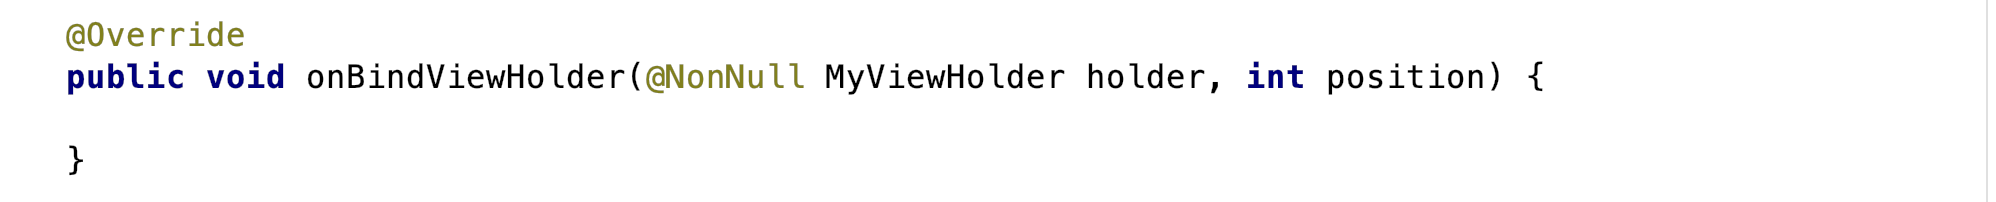 @Override
public void onBindViewHolder(@NonNull MyViewHolder holder, int position) {
}